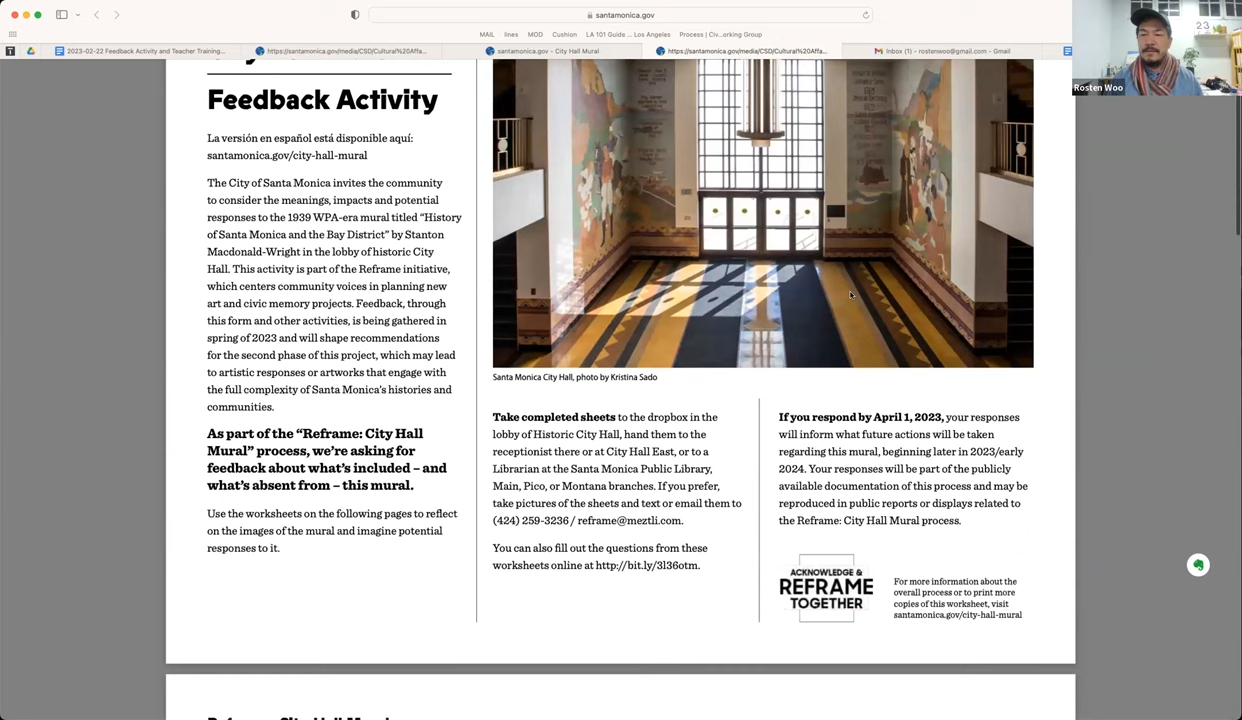 santamonica.gov
MAIL
lines
MOD
Cushion
LA 101 Guide ... Los Angeles
Process | Civ...orking Group
2023-02-22 Feedback Activity and Teacher Training...
https://santamonica.gov/media/CSD/Cultural%20Affa...
santamonica.gov - City Hall Mural
https://santamonica.gov/media/CSD/Cultural%20Affa...
Inbox (1) - rostenwoo@gmail.com - Gmail
23
Rosten Woo
Feedback Activity
La versión en español está disponible aquí:
santamonica.gov/city-hall-mural
The City of Santa Monica invites the community
to consider the meanings, impacts and potential
responses to the 1939 WPA-era mural titled “History
of Santa Monica and the Bay District” by Stanton
Macdonald-Wright in the lobby of historic City
Hall. This activity is part of the Reframe initiative,
which centers community voices in planning new
art and civic memory projects. Feedback, through
this form and other activities, is being gathered in
spring of 2023 and will shape recommendations
for the second phase of this project, which may lead
to artistic responses or artworks that engage with
the full complexity of Santa Monica’s histories and
communities.
As part of the “Reframe: City Hall
Mural” process, we’re asking for
feedback about what’s included – and
what’s absent from – this mural.
Use the worksheets on the following pages to reflect
on the images of the mural and imagine potential
responses to it.
Santa Monica City Hall, photo by Kristina Sado
Take completed sheets to the dropbox in the
lobby of Historic City Hall, hand them to the
receptionist there or at City Hall East, or to a
Librarian at the Santa Monica Public Library,
Main, Pico, or Montana branches. If you prefer,
take pictures of the sheets and text or email them to
(424) 259-3236 / reframe@meztli.com.
You can also fill out the questions from these
worksheets online at http://bit.ly/3l36otm.
If you respond by April 1, 2023, your responses
will inform what future actions will be taken
regarding this mural, beginning later in 2023/early
2024. Your responses will be part of the publicly
available documentation of this process and may be
reproduced in public reports or displays related to
the Reframe: City Hall Mural process.
ACKNOWLEDGE &
REFRAME
TOGETHER
For more information about the
overall process or to print more
copies of this worksheet, visit
santamonica.gov/city-hall-mural